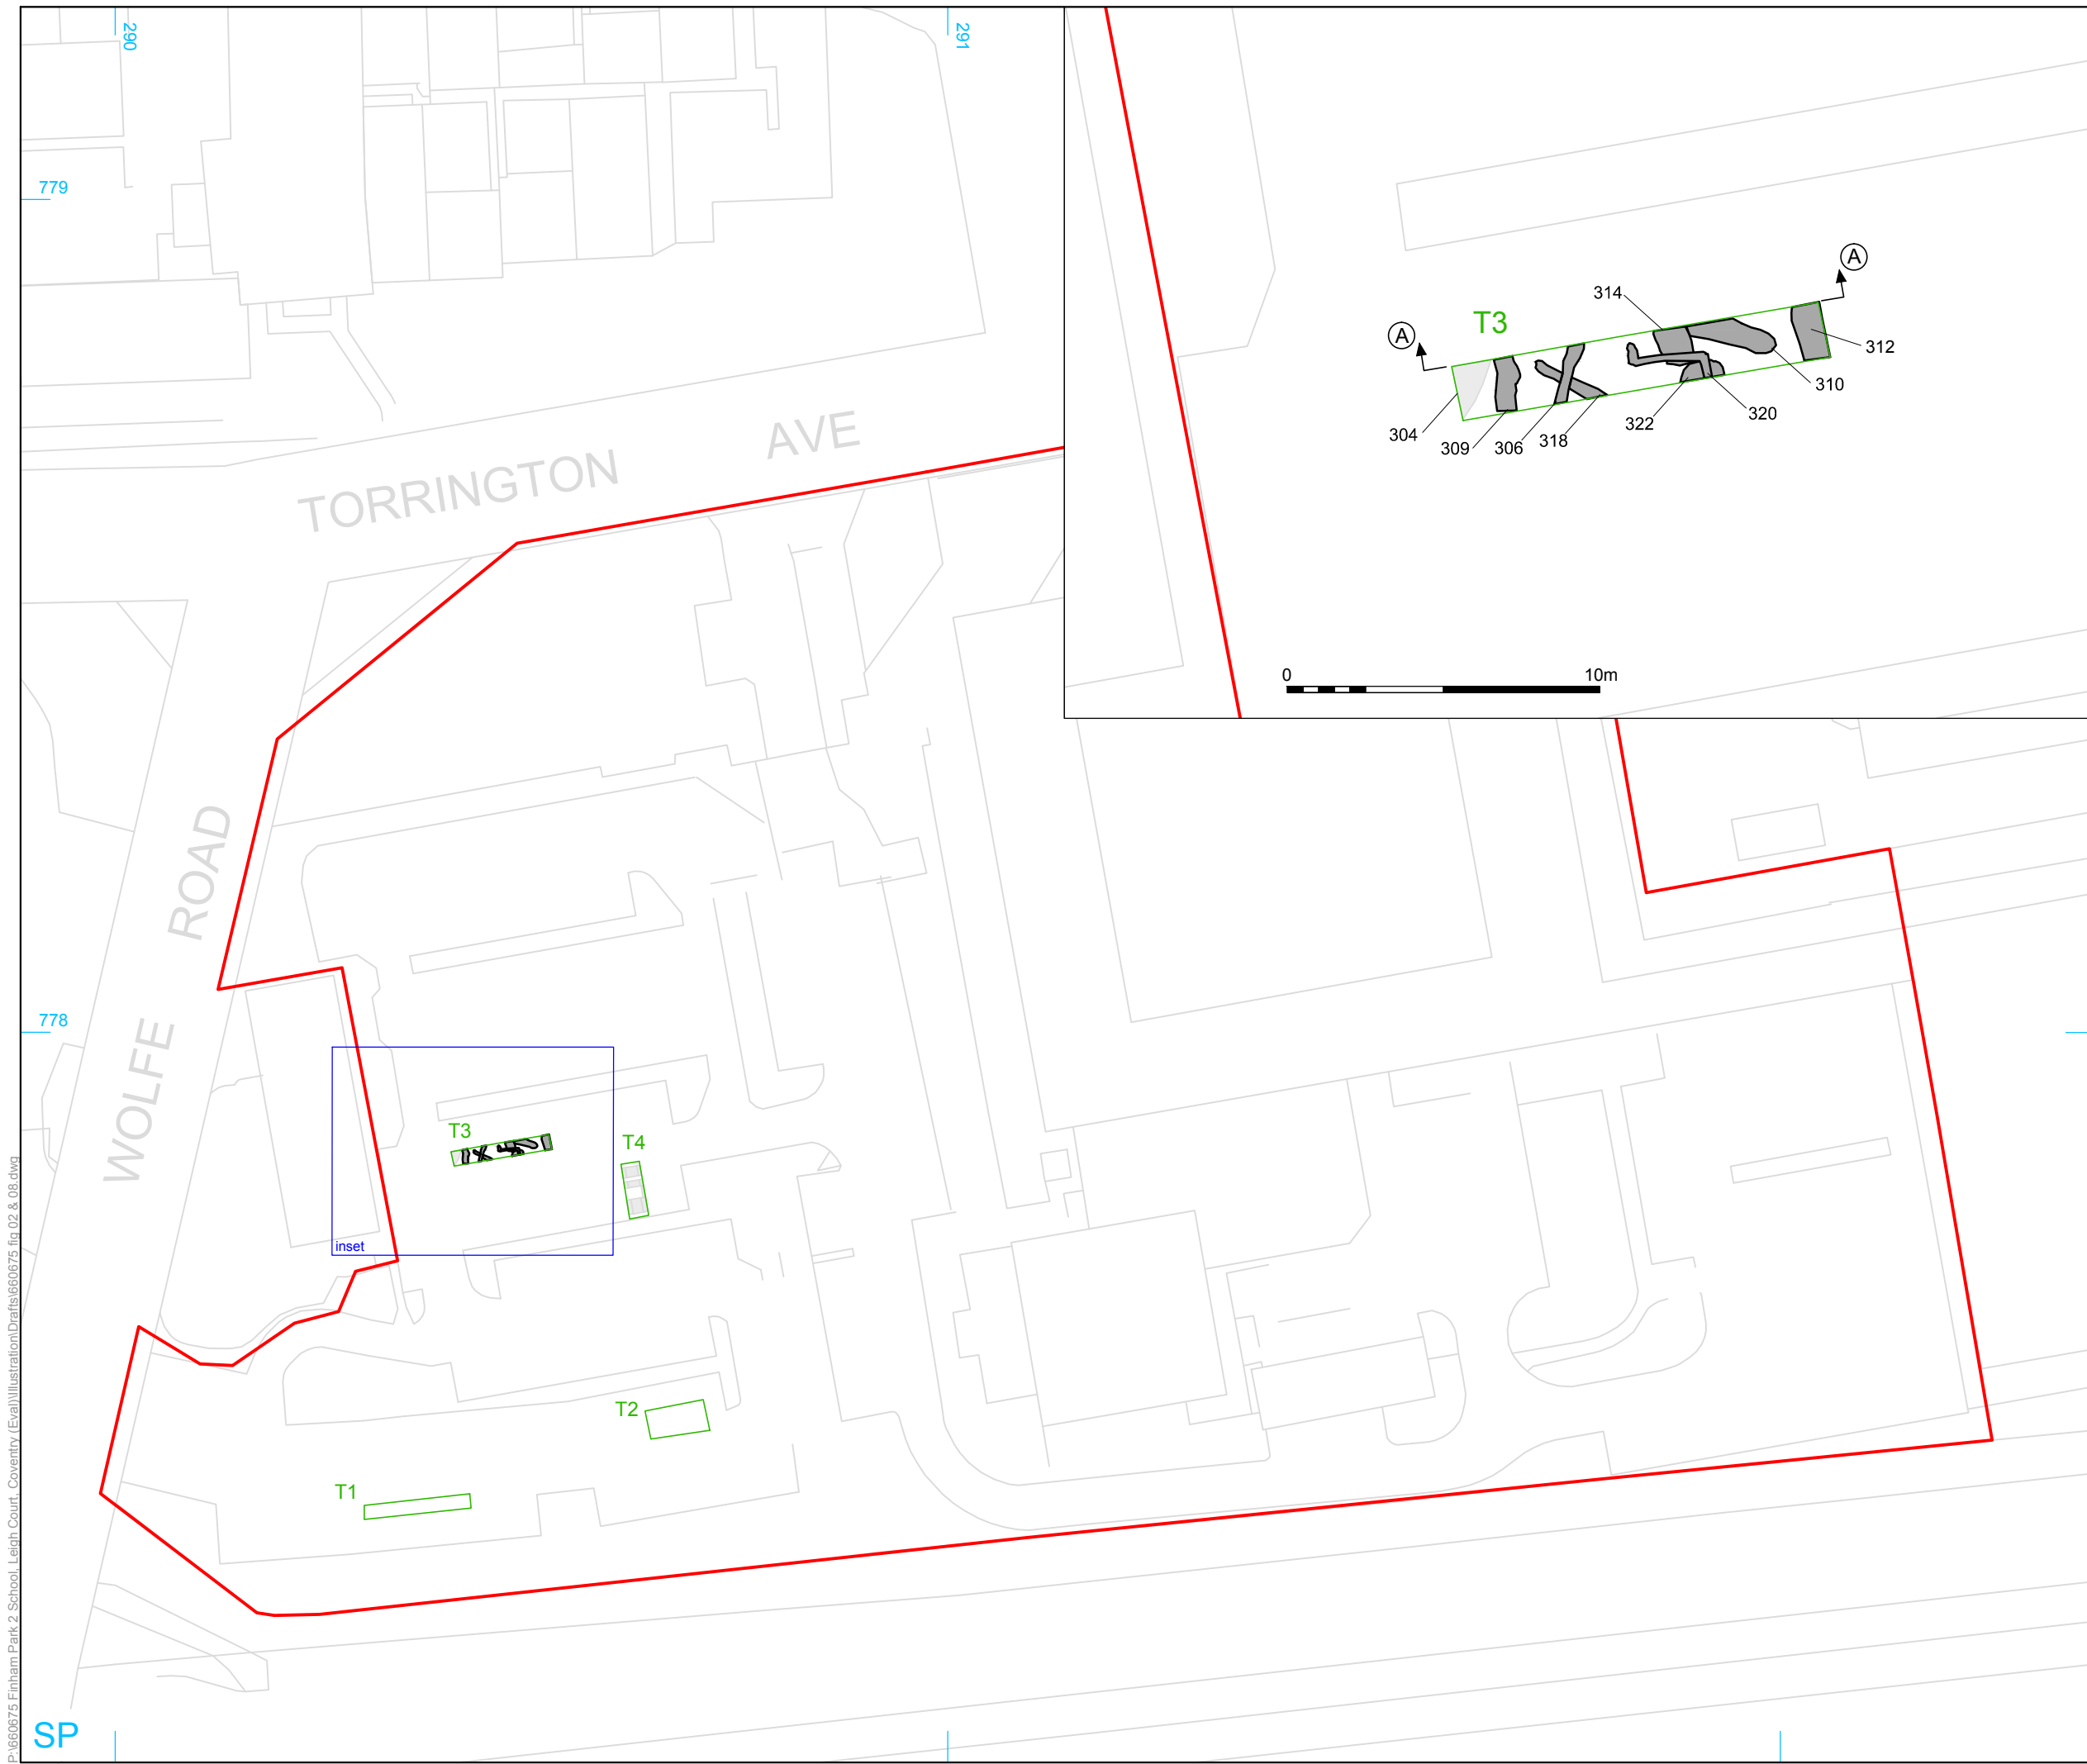 290
291
779
A
314
T3
A
312
310
320
322
304
309
306
318
TORRINGTON AVE
0
10m
WOLFE ROAD
778
T3
T4
inset
T2
T1
SP
P:\660675 Finham Park 2 School, Leigh Court, Coventry (Eval)\Illustration\Drafts\660675 fig 02 & 08.dwg